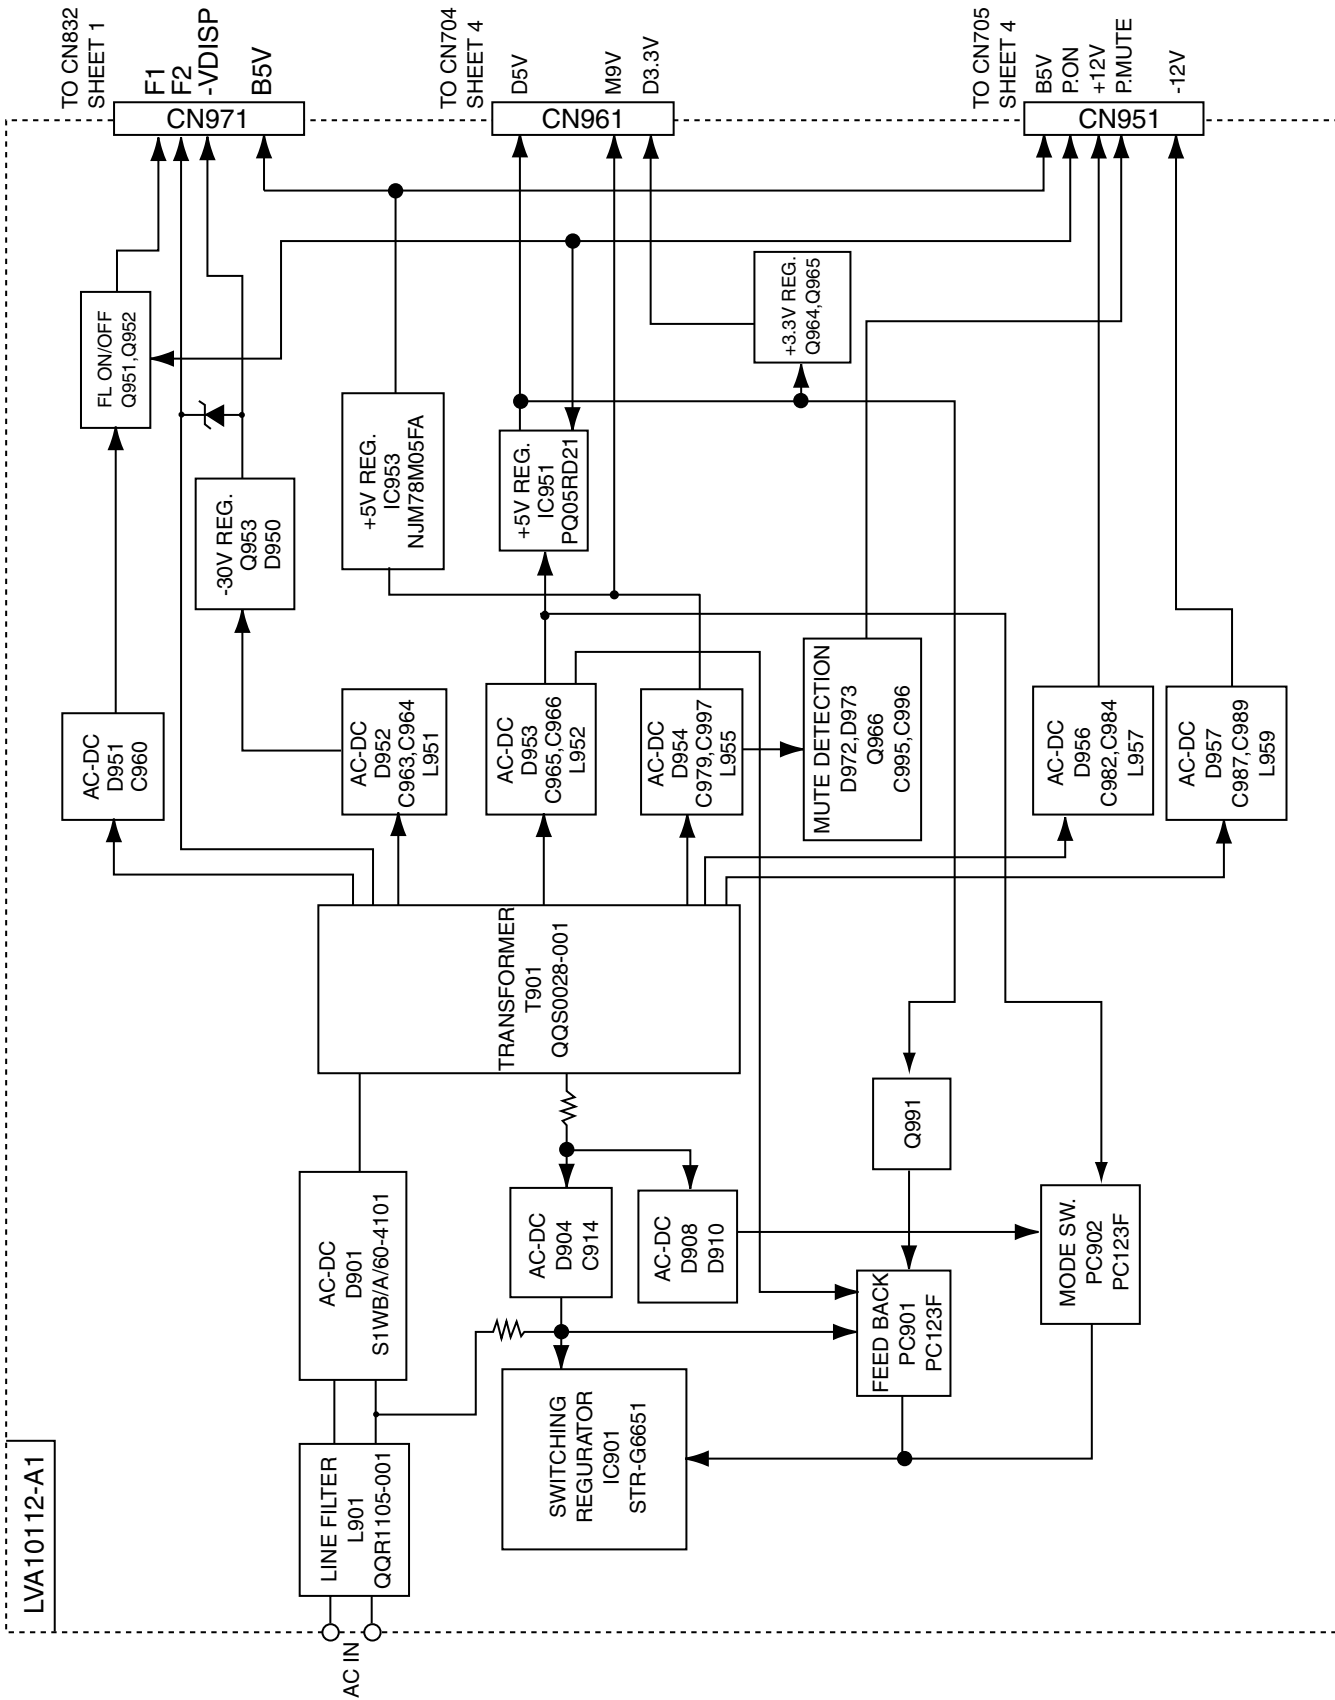 LVA10112-A1
AC IN
LINE FILTER
L901
QQR1105-001
AC-DC
D901
S1WB/A/60-4101
SWITCHING
REGURATOR
IC901
STR-G6651
AC-DC
D904
C914
AC-DC
D908
D910
FEED BACK
PC901
PC123F
Q991
MODE SW.
PC902
PC123F
TRANSFORMER
T901
QQS0028-001
AC-DC
D951
C960
AC-DC
D952
C963,C964
L951
AC-DC
D953
C965,C966
L952
AC-DC
D954
C979,C997
L955
MUTE DETECTION
D972,D973
Q966
C995,C996
AC-DC
D956
C982,C984
L957
AC-DC
D957
C987,C989
L959
FL ON/OFF
Q951,Q952
-30V REG.
Q953
D950
+5V REG.
IC953
NJM78M05FA
+5V REG.
IC951
PQ05RD21
+3.3V REG.
Q964,Q965
CN971
TO CN832
SHEET 1
F1
F2
-VDISP
B5V
CN961
TO CN704
SHEET 4
D5V
M9V
D3.3V
CN951
TO CN705
SHEET 4
B5V
P.ON
+12V
P.MUTE
-12V